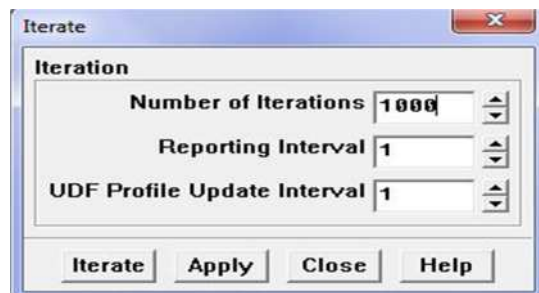 Iterate
Iteration
Number of Iterations 1000
Reporting Interval 1
UDF Profile Update Interval 1
Iterate Apply Close Help